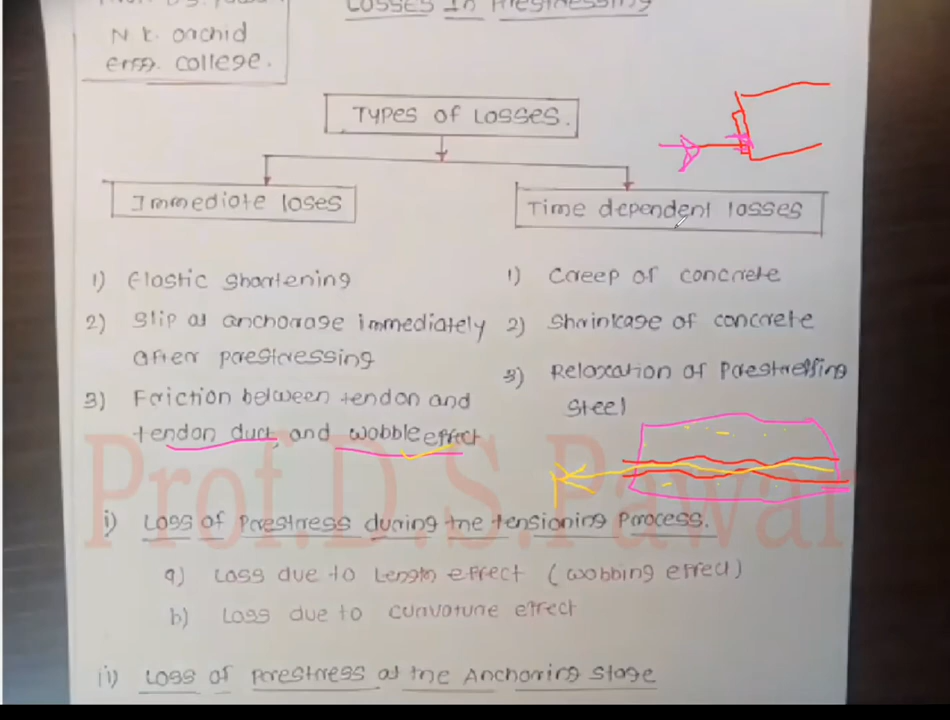 Losses In Prestressing
N k. orchid
engg. college.
Types of Losses.
Immediate loses
Time dependent losses
1) Elastic shortening
2) Slip at anchorage immediately
after prestressing
3) Friction between tendon and
tendon duct, and wobble effect
1) Creep of concrete
2) Shrinkage of concrete
3) Relaxation of Prestressing
Steel
Prof.D.S.Pawar
i) Loss of Prestress during the tensioning Process.
a) Loss due to Length effect (wobbing effect)
b) Loss due to curvature effect
ii) Loss of prestress at the Anchoring stage